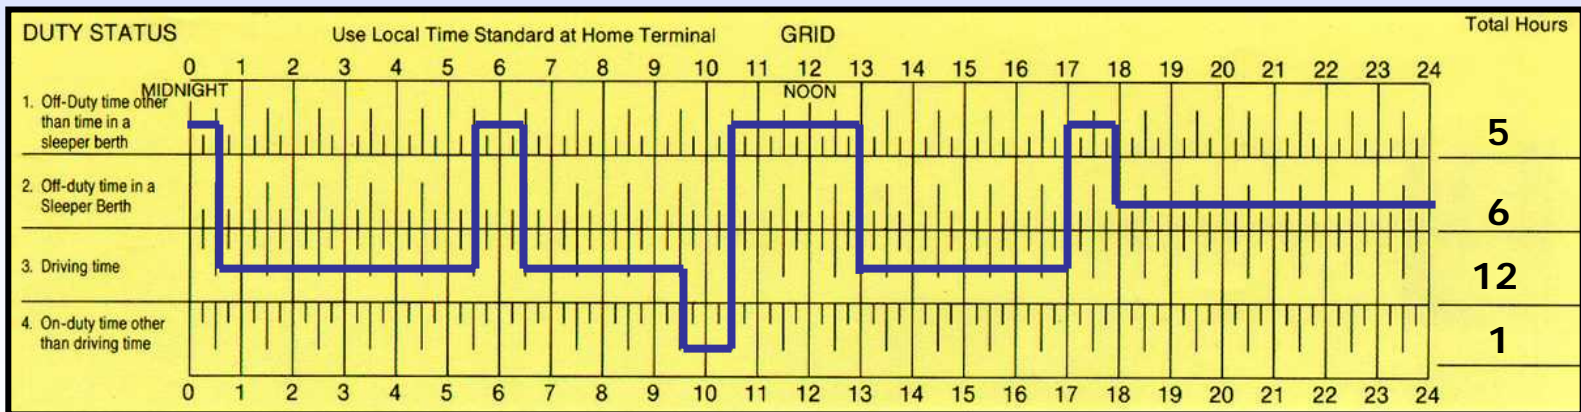 DUTY STATUS Use Local Time Standard at Home Terminal GRID Total Hours
0 1 2 3 4 5 6 7 8 9 10 11 12 13 14 15 16 17 18 19 20 21 22 23 24
MIDNIGHT NOON
1. Off-Duty time other
than time in a
sleeper berth
5
2. Off-duty time in a
Sleeper Berth
6
3. Driving time
12
4. On-duty time other
than driving time
1
0 1 2 3 4 5 6 7 8 9 10 11 12 13 14 15 16 17 18 19 20 21 22 23 24